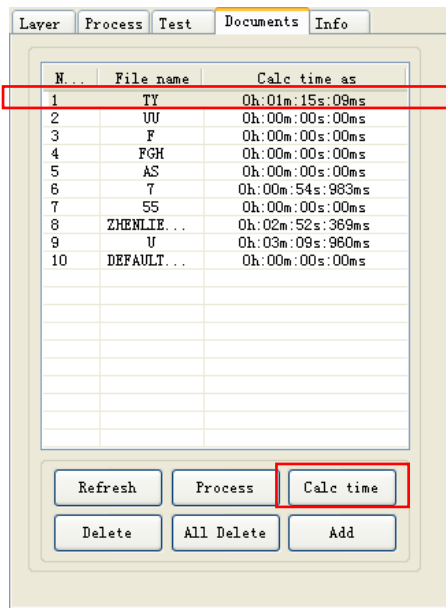 Layer Process Test Documents Info
N... File name Calc time as
1 TY 0h:01m:15s:09ms
2 UU 0h:00m:00s:00ms
3 F 0h:00m:00s:00ms
4 FGH 0h:00m:00s:00ms
5 AS 0h:00m:00s:00ms
6 7 0h:00m:54s:983ms
7 55 0h:00m:00s:00ms
8 ZHENLIE... 0h:02m:52s:369ms
9 U 0h:03m:09s:960ms
10 DEFAULT... 0h:00m:00s:00ms
Refresh Process Calc time
Delete All Delete Add